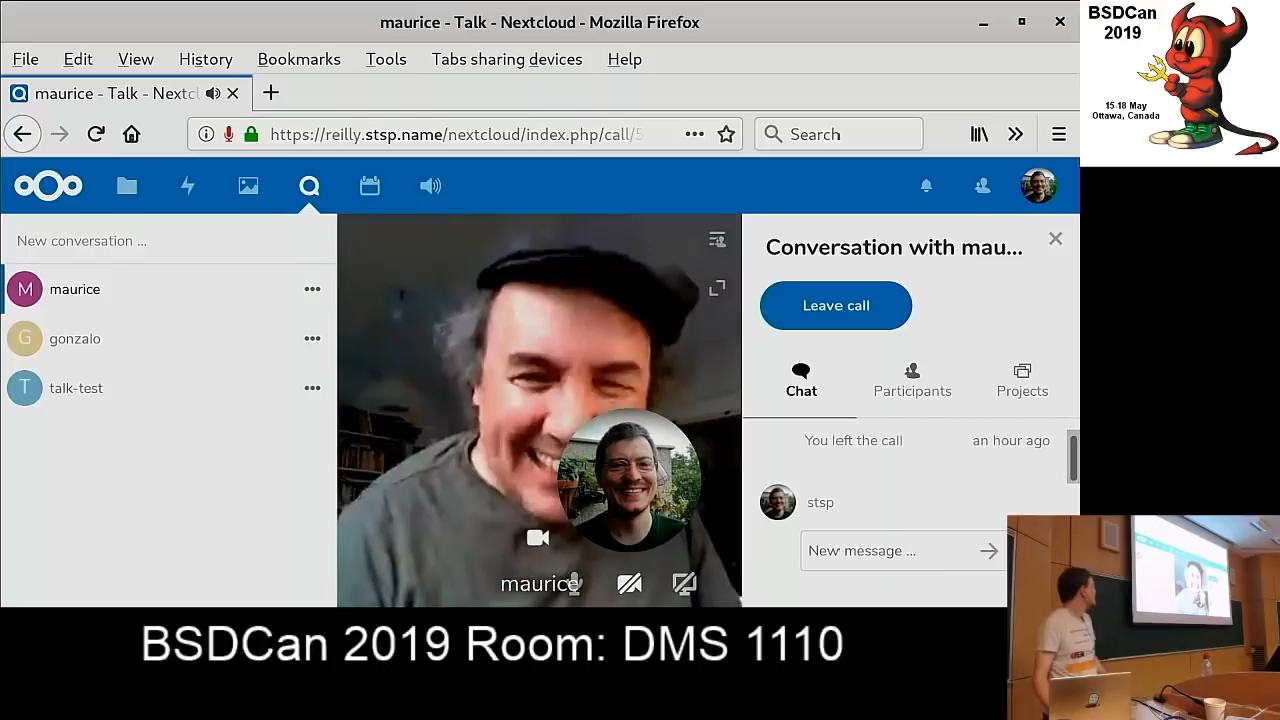 maurice - Talk - Nextcloud - Mozilla Firefox
File Edit View History Bookmarks Tools Tabs sharing devices Help
maurice - Talk - Nextcl
https://reilly.stsp.name/nextcloud/index.php/call/5
Search
New conversation ...
M maurice
G gonzalo
T talk-test
maurice
Conversation with mau...
Leave call
Chat Participants Projects
You left the call an hour ago
stsp
New message ...
BSDCan
2019
15-18 May
Ottawa, Canada
BSDCan 2019 Room: DMS 1110